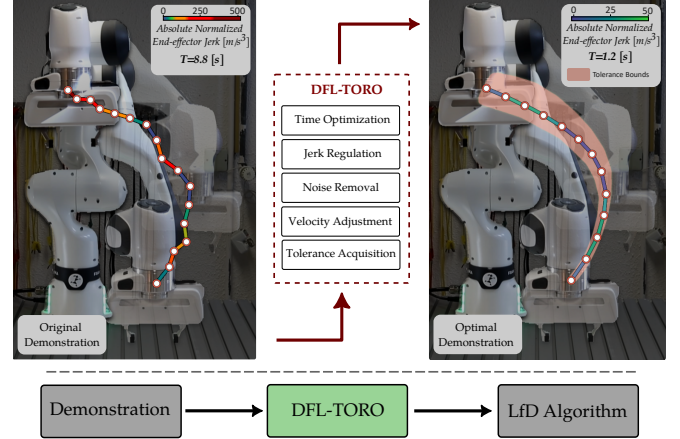 0 250 500
Absolute Normalized
End-effector Jerk [m/s³]
T=8.8 [s]
Original
Demonstration
DFL-TORO
Time Optimization
Jerk Regulation
Noise Removal
Velocity Adjustment
Tolerance Acquisition
0 25 50
Absolute Normalized
End-effector Jerk [m/s³]
T=1.2 [s]
Tolerance Bounds
Optimal
Demonstration
Demonstration
DFL-TORO
LfD Algorithm